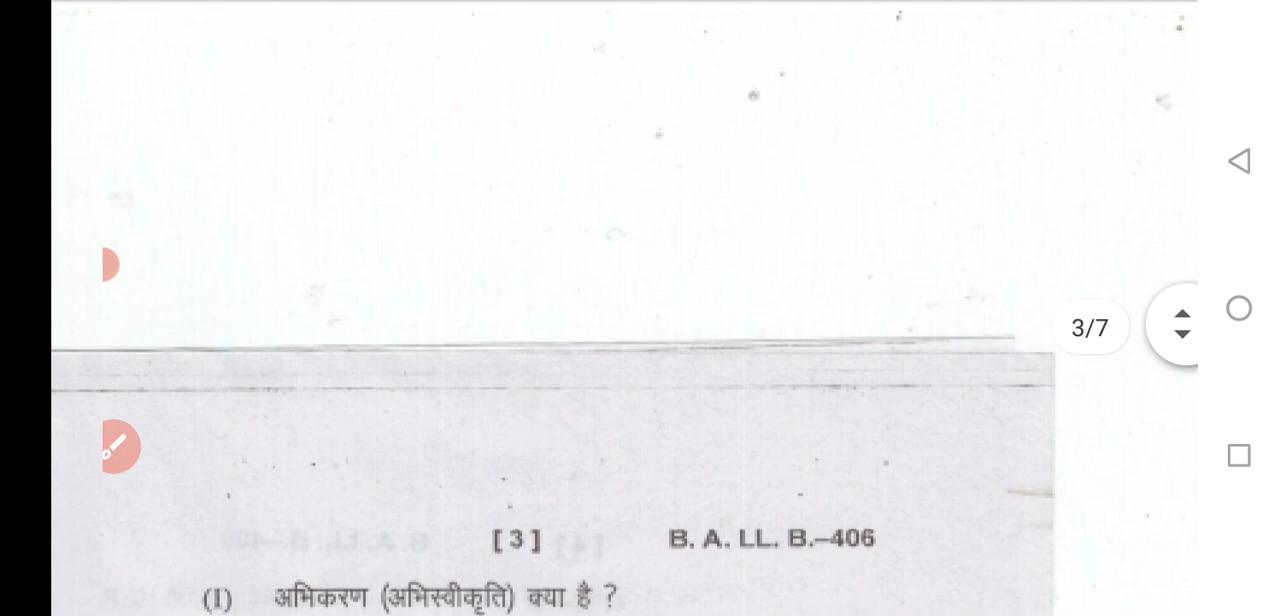 3/7
[ 3 ] B. A. LL. B.–406
(I) अभिकरण (अभिस्वीकृति) क्या है ?